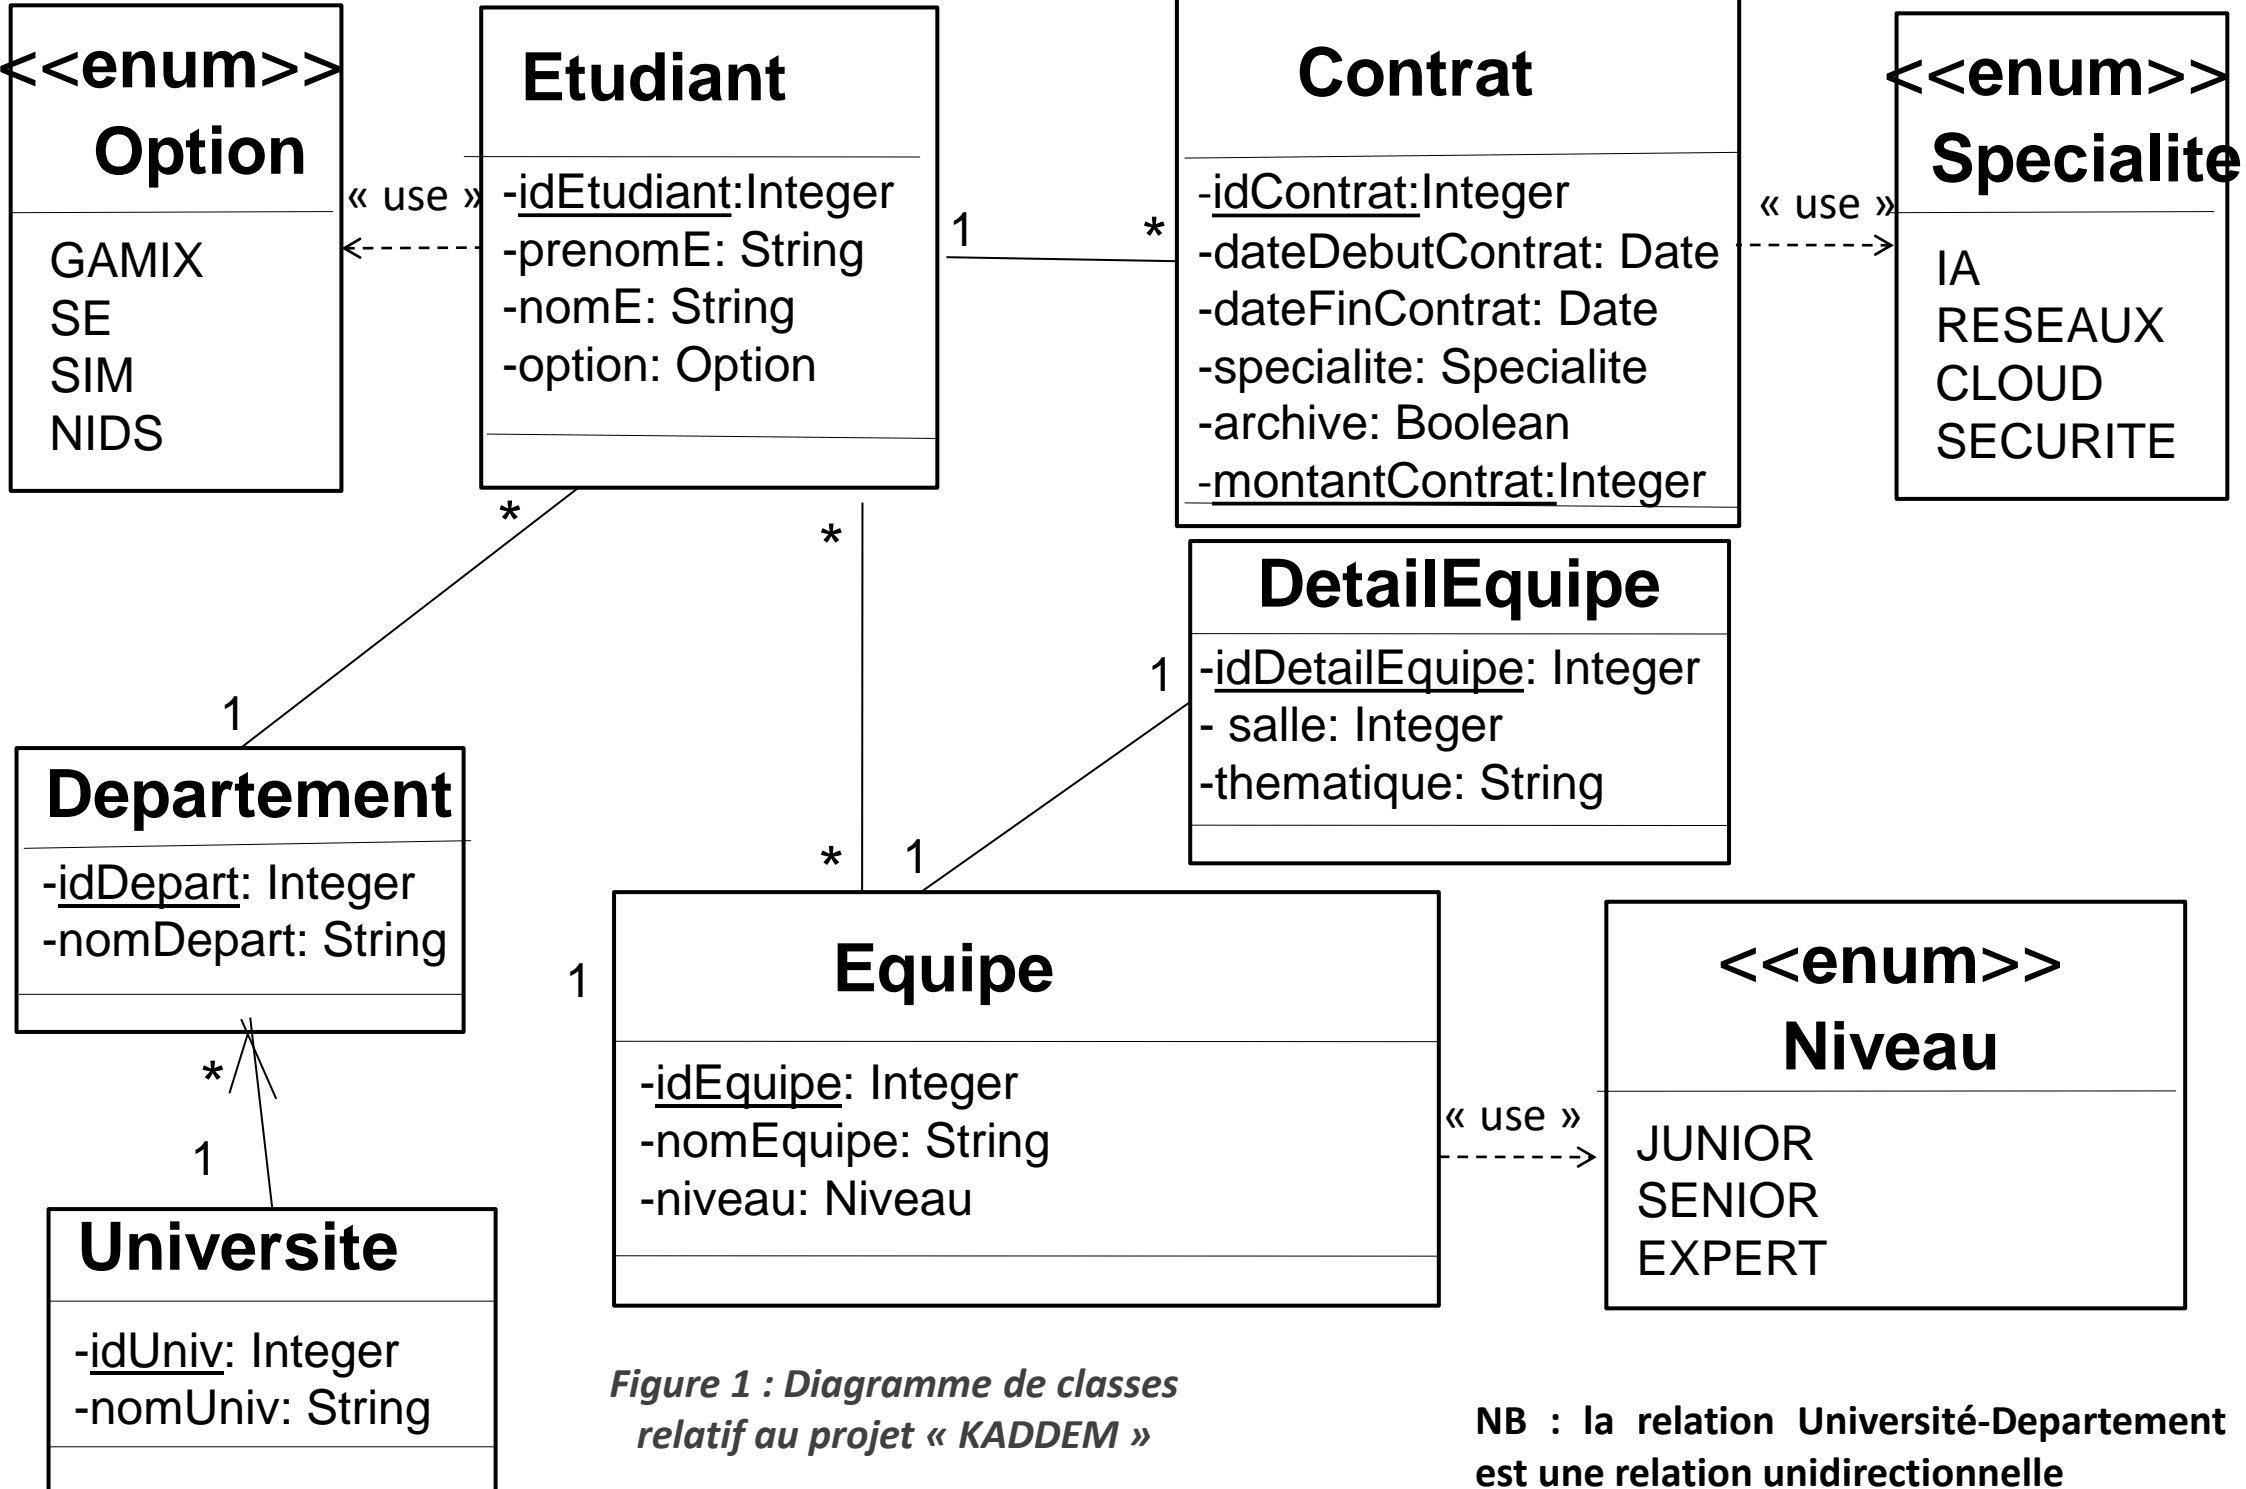 <<enum>>
Option
GAMIX
SE
SIM
NIDS
« use »
Etudiant
-idEtudiant:Integer
-prenomE: String
-nomE: String
-option: Option
1
*
Contrat
-idContrat:Integer
-dateDebutContrat: Date
-dateFinContrat: Date
-specialite: Specialite
-archive: Boolean
-montantContrat:Integer
« use »
<<enum>>
Specialite
IA
RESEAUX
CLOUD
SECURITE
*
*
1
DetailEquipe
-idDetailEquipe: Integer
- salle: Integer
-thematique: String
1
*
1
Departement
-idDepart: Integer
-nomDepart: String
1
Equipe
-idEquipe: Integer
-nomEquipe: String
-niveau: Niveau
« use »
<<enum>>
Niveau
JUNIOR
SENIOR
EXPERT
*
1
Universite
-idUniv: Integer
-nomUniv: String
Figure 1 : Diagramme de classes
relatif au projet « KADDEM »
NB : la relation Université-Departement
est une relation unidirectionnelle